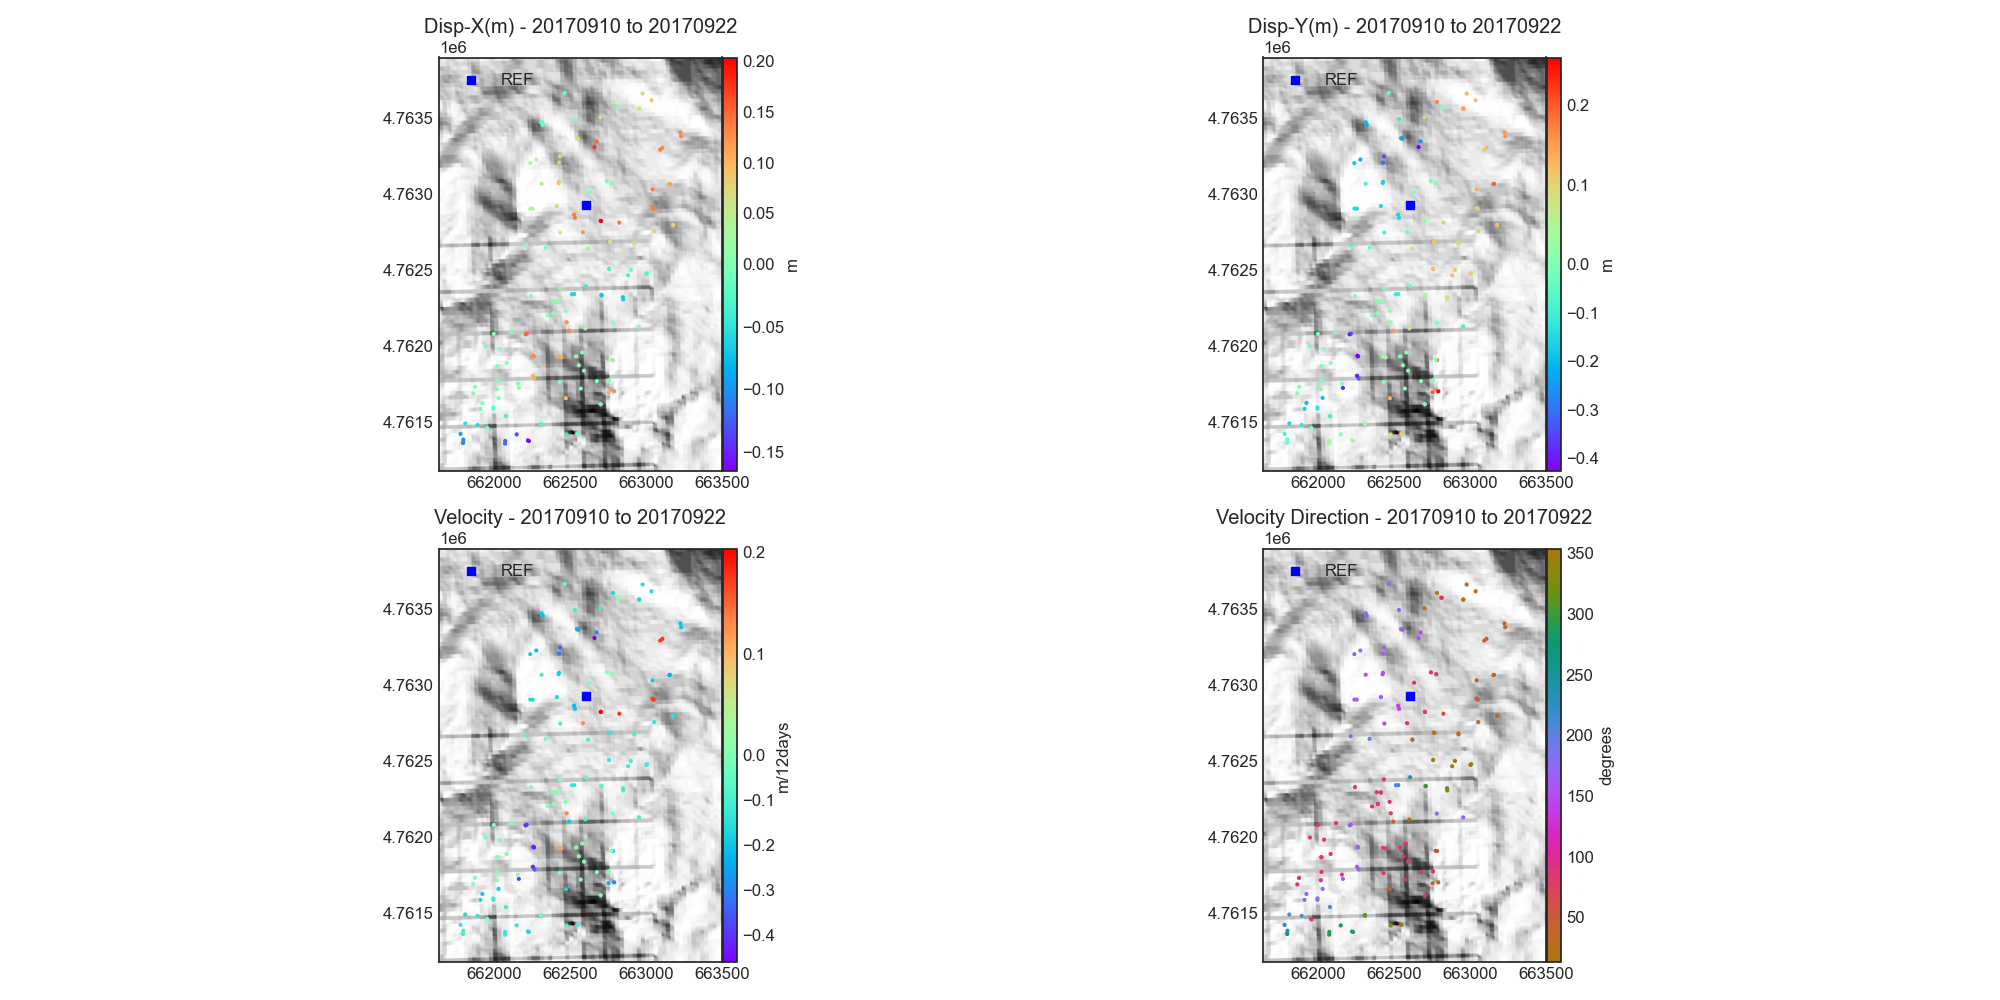 Disp-X(m) - 20170910 to 20170922
1e6
REF
4.7635
4.7630
4.7625
4.7620
4.7615
662000 662500 663000 663500
0.20
0.15
0.10
0.05
0.00
−0.05
−0.10
−0.15
m
Disp-Y(m) - 20170910 to 20170922
1e6
REF
4.7635
4.7630
4.7625
4.7620
4.7615
662000 662500 663000 663500
0.2
0.1
0.0
−0.1
−0.2
−0.3
−0.4
m
Velocity - 20170910 to 20170922
1e6
REF
4.7635
4.7630
4.7625
4.7620
4.7615
662000 662500 663000 663500
0.2
0.1
0.0
−0.1
−0.2
−0.3
−0.4
m/12days
Velocity Direction - 20170910 to 20170922
1e6
REF
4.7635
4.7630
4.7625
4.7620
4.7615
662000 662500 663000 663500
350
300
250
200
150
100
50
degrees